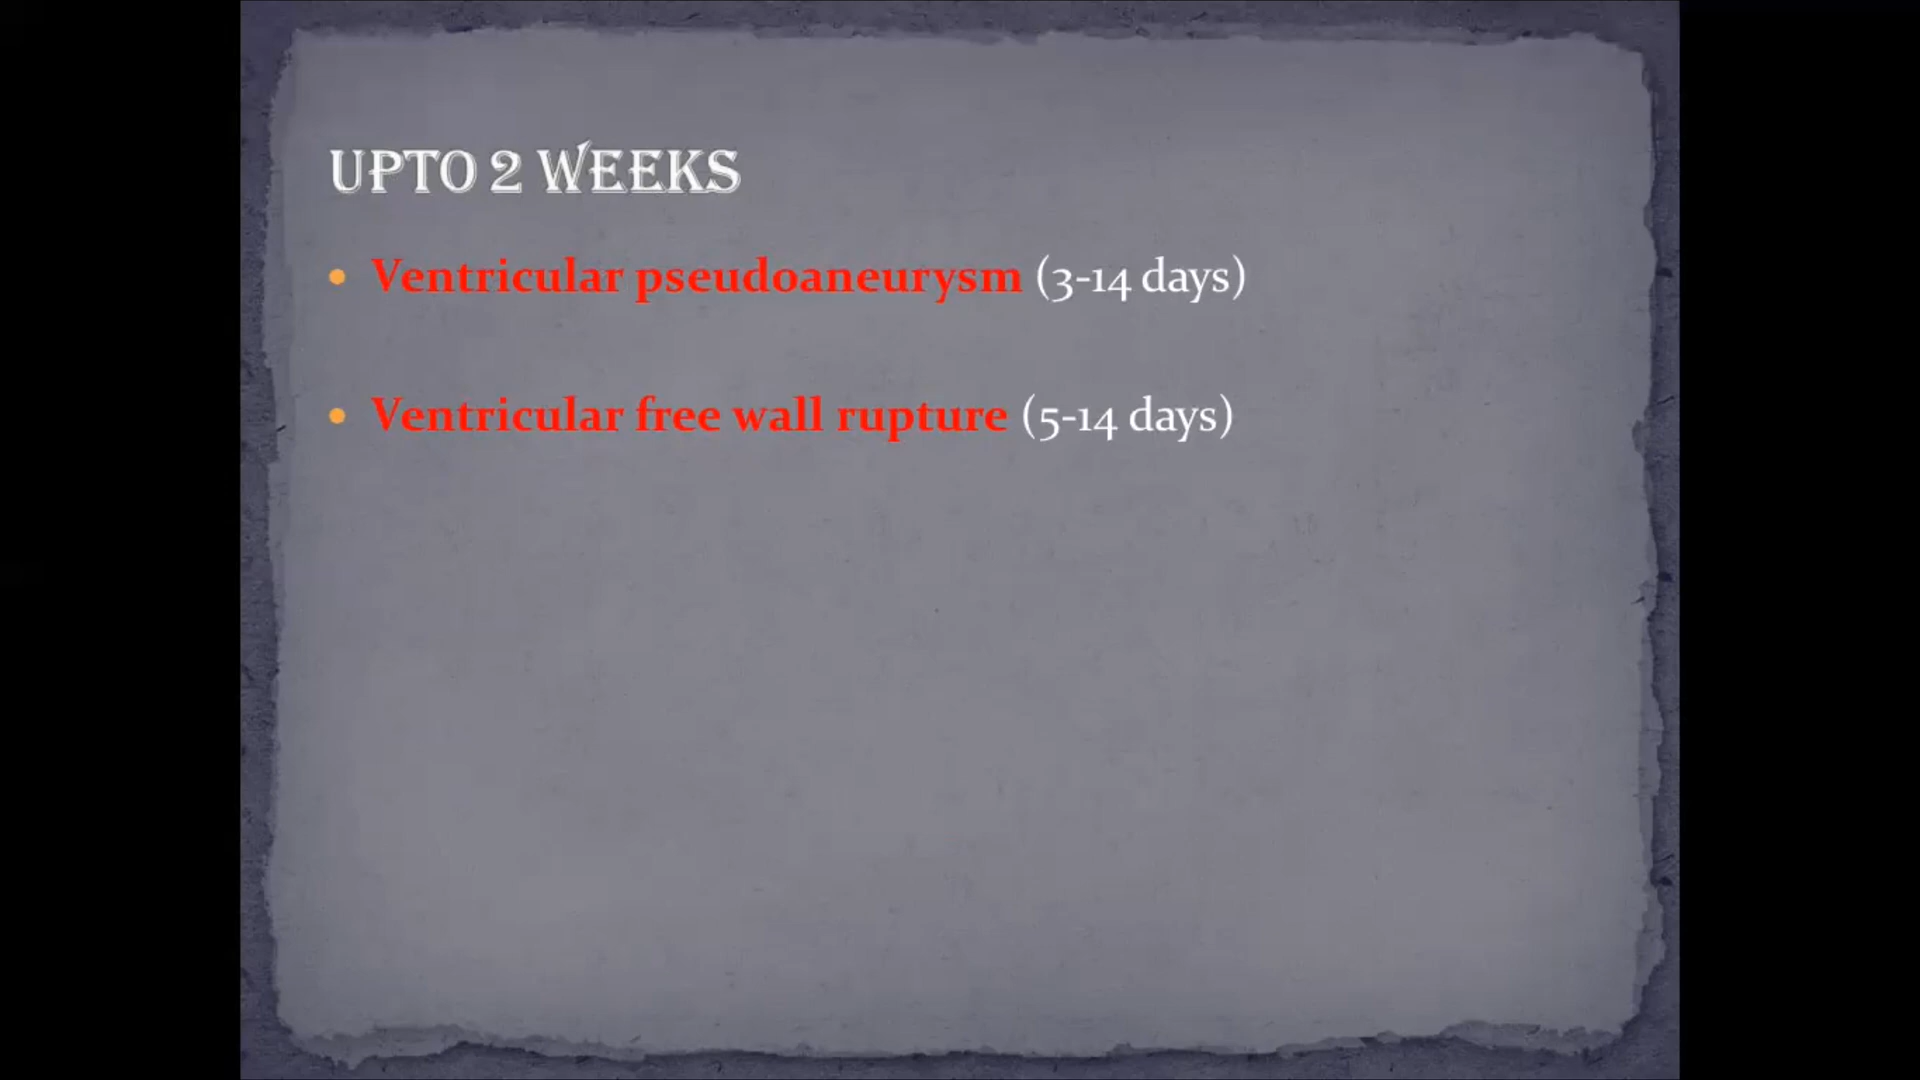 UPTO 2 WEEKS
• Ventricular pseudoaneurysm (3-14 days)
• Ventricular free wall rupture (5-14 days)